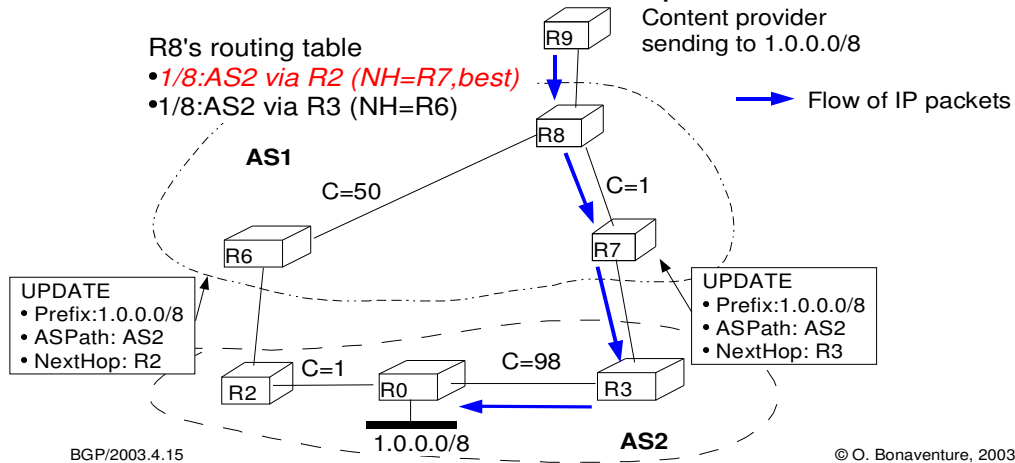 R9
Content provider
sending to 1.0.0.0/8
R8's routing table
•1/8:AS2 via R2 (NH=R7,best)
•1/8:AS2 via R3 (NH=R6)
Flow of IP packets
R8
AS1
C=50
C=1
R6
R7
UPDATE
• Prefix:1.0.0.0/8
• ASPath: AS2
• NextHop: R2
UPDATE
• Prefix:1.0.0.0/8
• ASPath: AS2
• NextHop: R3
C=1
C=98
R2
R0
R3
1.0.0.0/8
AS2
BGP/2003.4.15
© O. Bonaventure, 2003